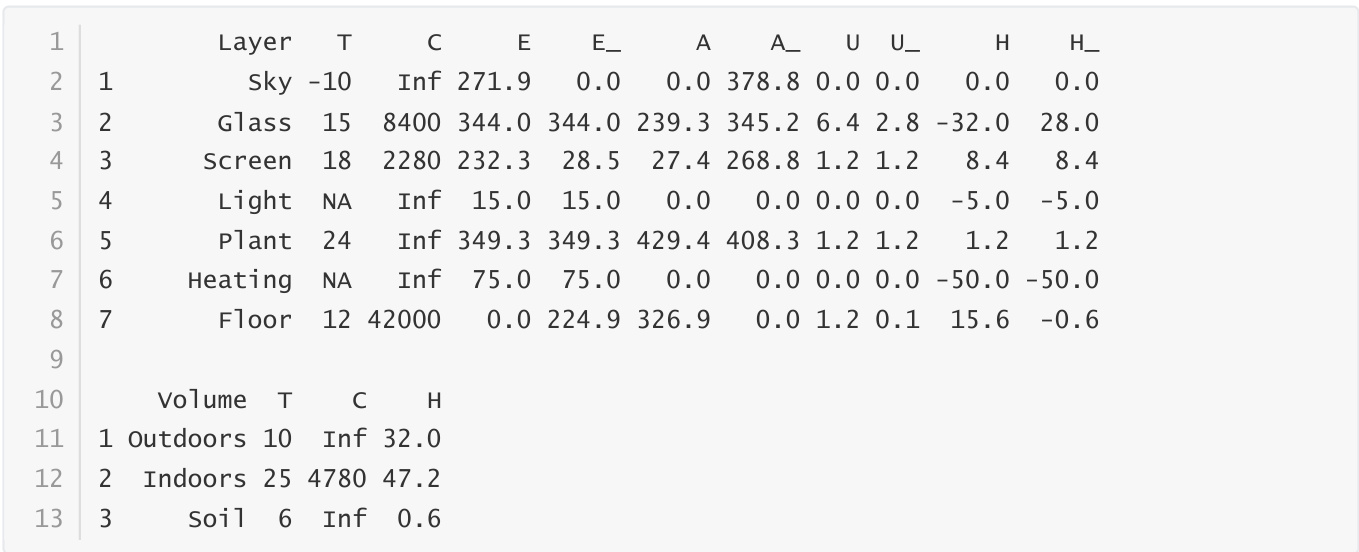 1         Layer   T     C     E    E_     A    A_   U  U_     H    H_
2  1        Sky -10   Inf 271.9   0.0   0.0 378.8 0.0 0.0   0.0   0.0
3  2      Glass  15  8400 344.0 344.0 239.3 345.2 6.4 2.8 -32.0  28.0
4  3     Screen  18  2280 232.3  28.5  27.4 268.8 1.2 1.2   8.4   8.4
5  4      Light  NA   Inf  15.0  15.0   0.0   0.0 0.0 0.0  -5.0  -5.0
6  5      Plant  24   Inf 349.3 349.3 429.4 408.3 1.2 1.2   1.2   1.2
7  6    Heating  NA   Inf  75.0  75.0   0.0   0.0 0.0 0.0 -50.0 -50.0
8  7      Floor  12 42000   0.0 224.9 326.9   0.0 1.2 0.1  15.6  -0.6
9
10     Volume  T    C    H
11 1 Outdoors 10  Inf 32.0
12 2  Indoors 25 4780 47.2
13 3     Soil  6  Inf  0.6